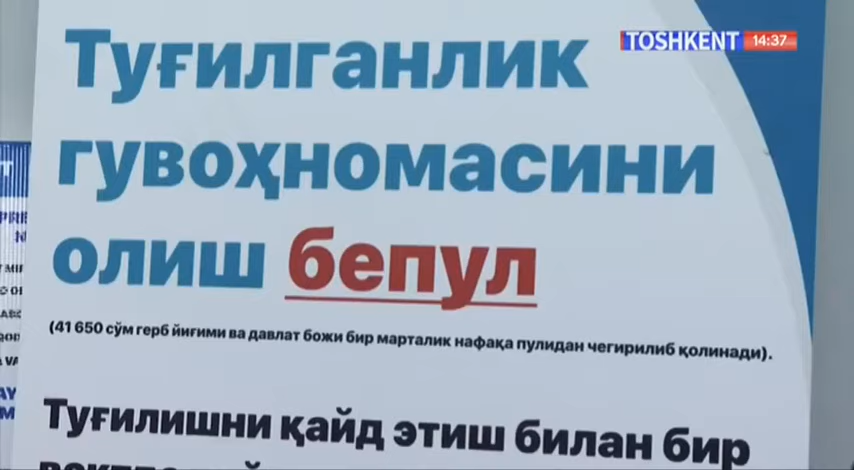 TOSHKENT 14:37
Туғилганлик
гувоҳномасини
олиш бепул
(41 650 сўм герб йиғими ва давлат божи бир марталик нафақа пулидан чегирилиб қолинади).
Туғилишни қайд этиш билан бир